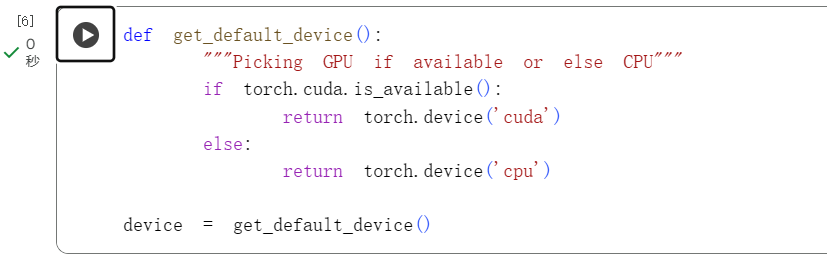 [6]
0
秒
def get_default_device():
"""Picking GPU if available or else CPU"""
if torch.cuda.is_available():
return torch.device('cuda')
else:
return torch.device('cpu')
device = get_default_device()